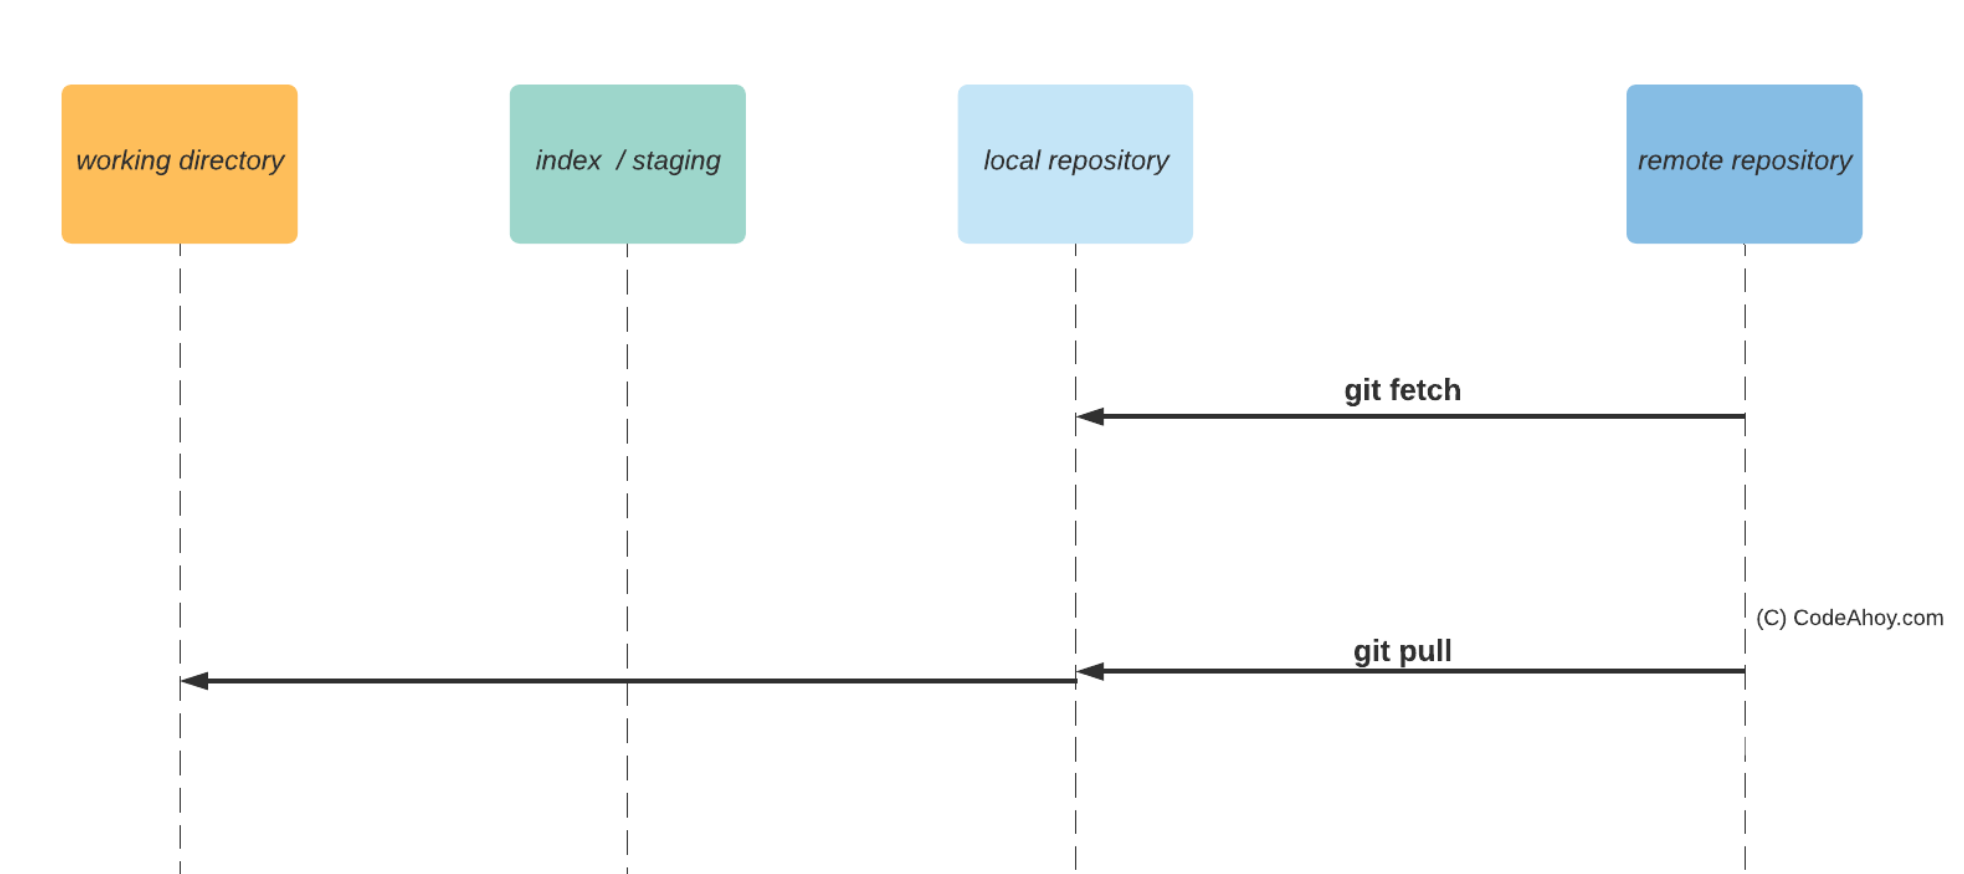 working directory
index / staging
local repository
remote repository
git fetch
(C) CodeAhoy.com
git pull